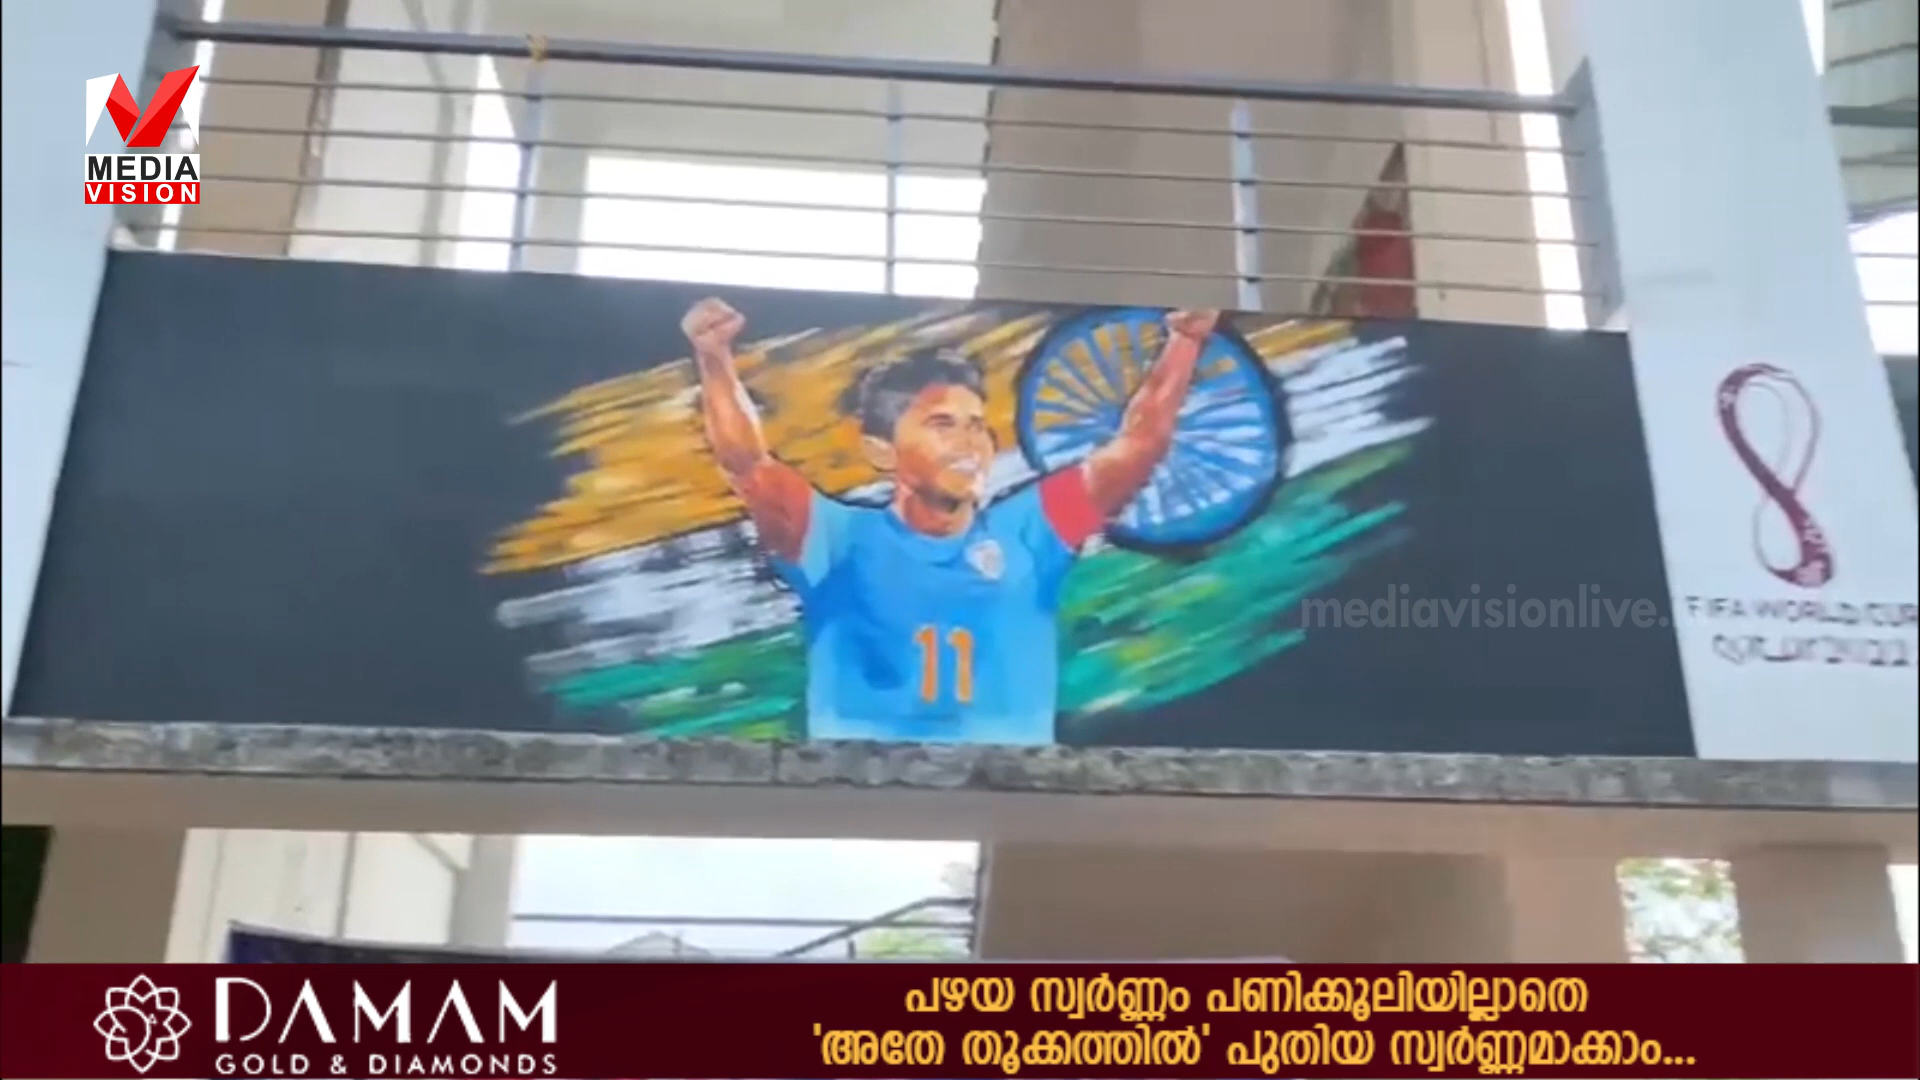 MEDIA
VISION
11
mediavisionlive.
FIFA WORLD CUP
DAMAM
GOLD & DIAMONDS
പഴയ സ്വർണ്ണം പണിക്കൂലിയില്ലാതെ
'അതേ തൂക്കത്തിൽ' പുതിയ സ്വർണ്ണമാക്കാം...